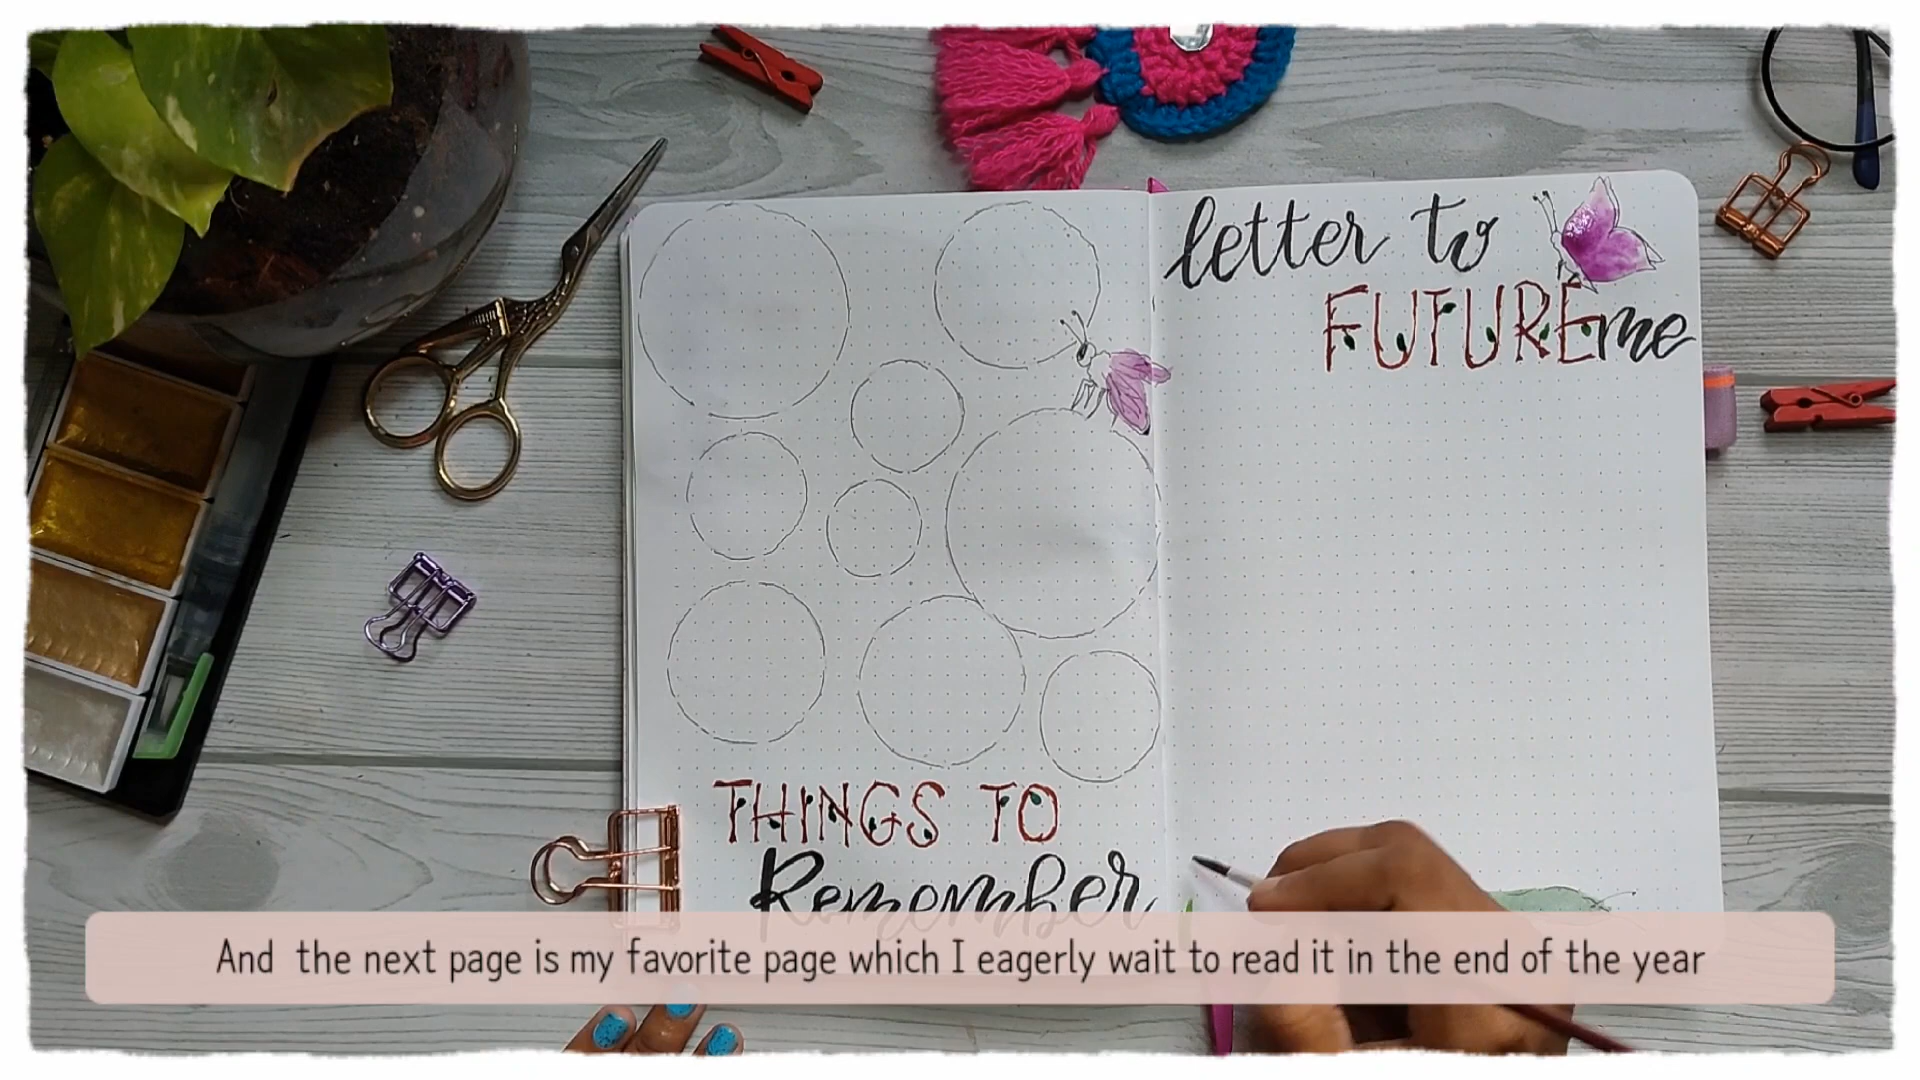 letter to
FUTURE me
THINGS TO
Remember
And the next page is my favorite page which I eagerly wait to read it in the end of the year